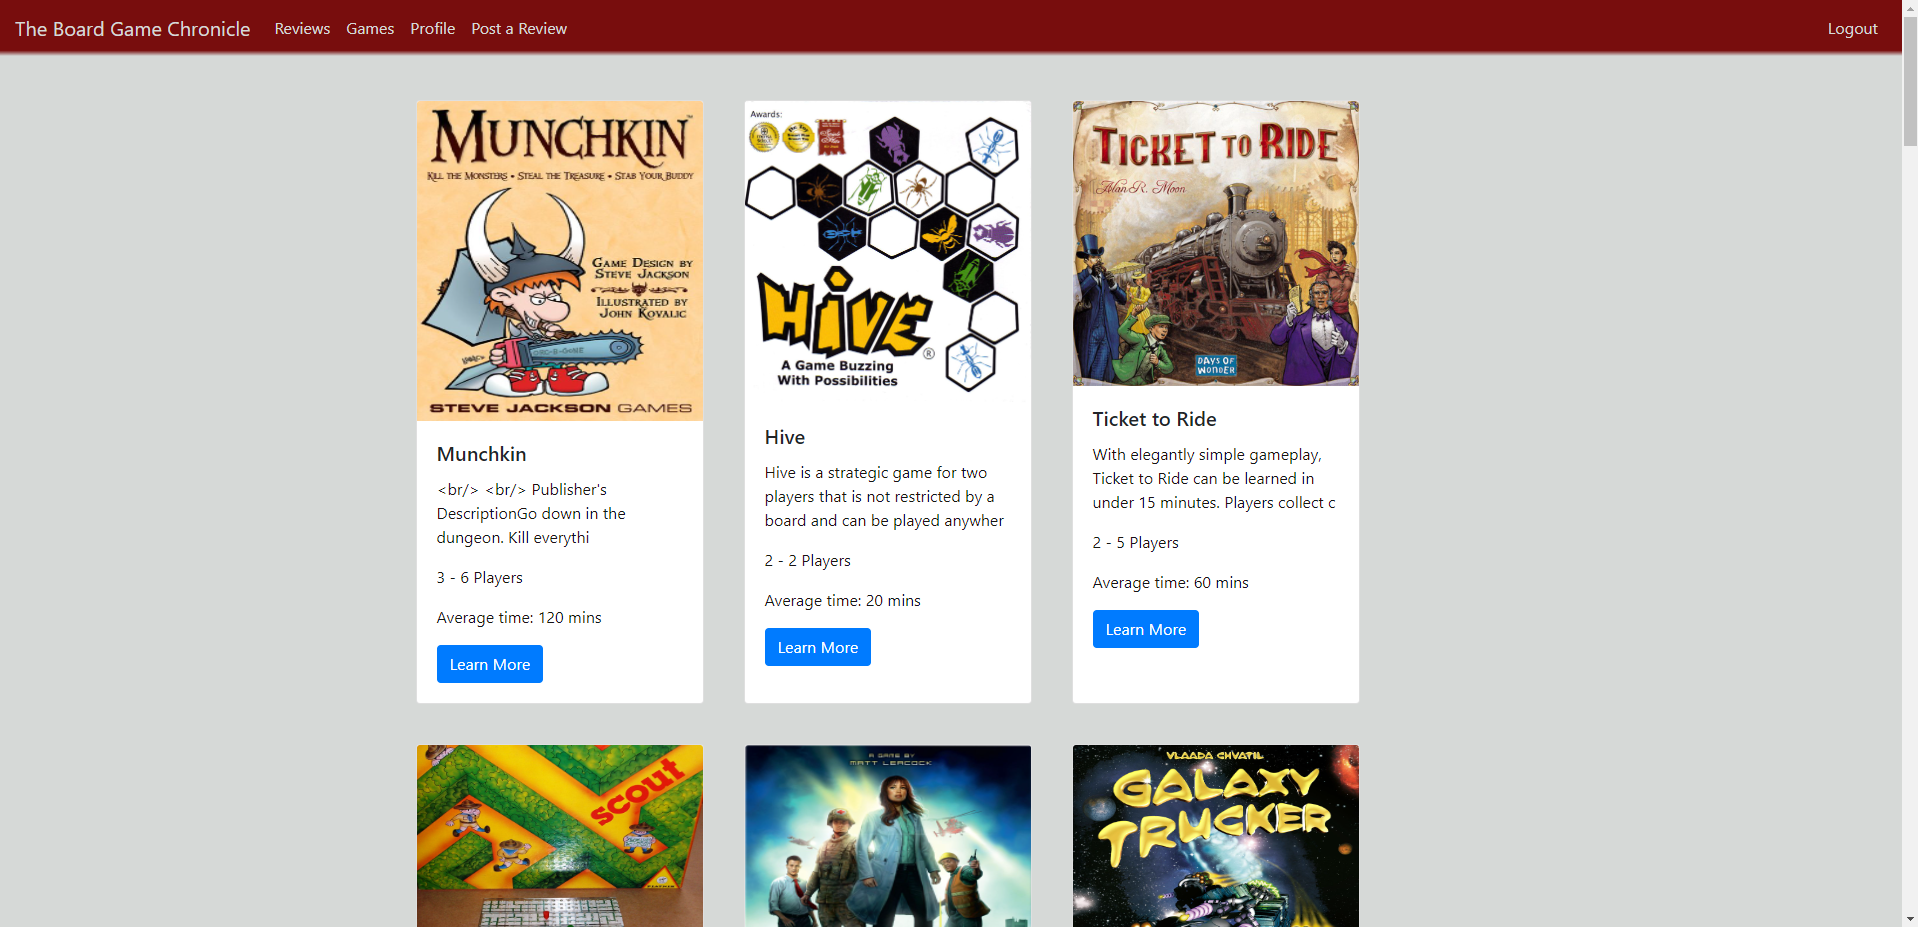 The Board Game Chronicle
Reviews
Games
Profile
Post a Review
Logout
MUNCHKIN
KILL THE MONSTERS • STEAL THE TREASURE • STAB YOUR BUDDY
GAME DESIGN BY
STEVE JACKSON
ILLUSTRATED BY
JOHN KOVALIC
STEVE JACKSON GAMES
Munchkin
<br/> <br/> Publisher's
DescriptionGo down in the
dungeon. Kill everythi
3 - 6 Players
Average time: 120 mins
Learn More
Awards:
HIVE®
A Game Buzzing
With Possibilities
Hive
Hive is a strategic game for two
players that is not restricted by a
board and can be played anywher
2 - 2 Players
Average time: 20 mins
Learn More
TICKET TO RIDE
Alan R. Moon
DAYS OF
WONDER
Ticket to Ride
With elegantly simple gameplay,
Ticket to Ride can be learned in
under 15 minutes. Players collect c
2 - 5 Players
Average time: 60 mins
Learn More
scout
A GAME BY
MATT LEACOCK
VLAADA CHVATIL
GALAXY
TRUCKER